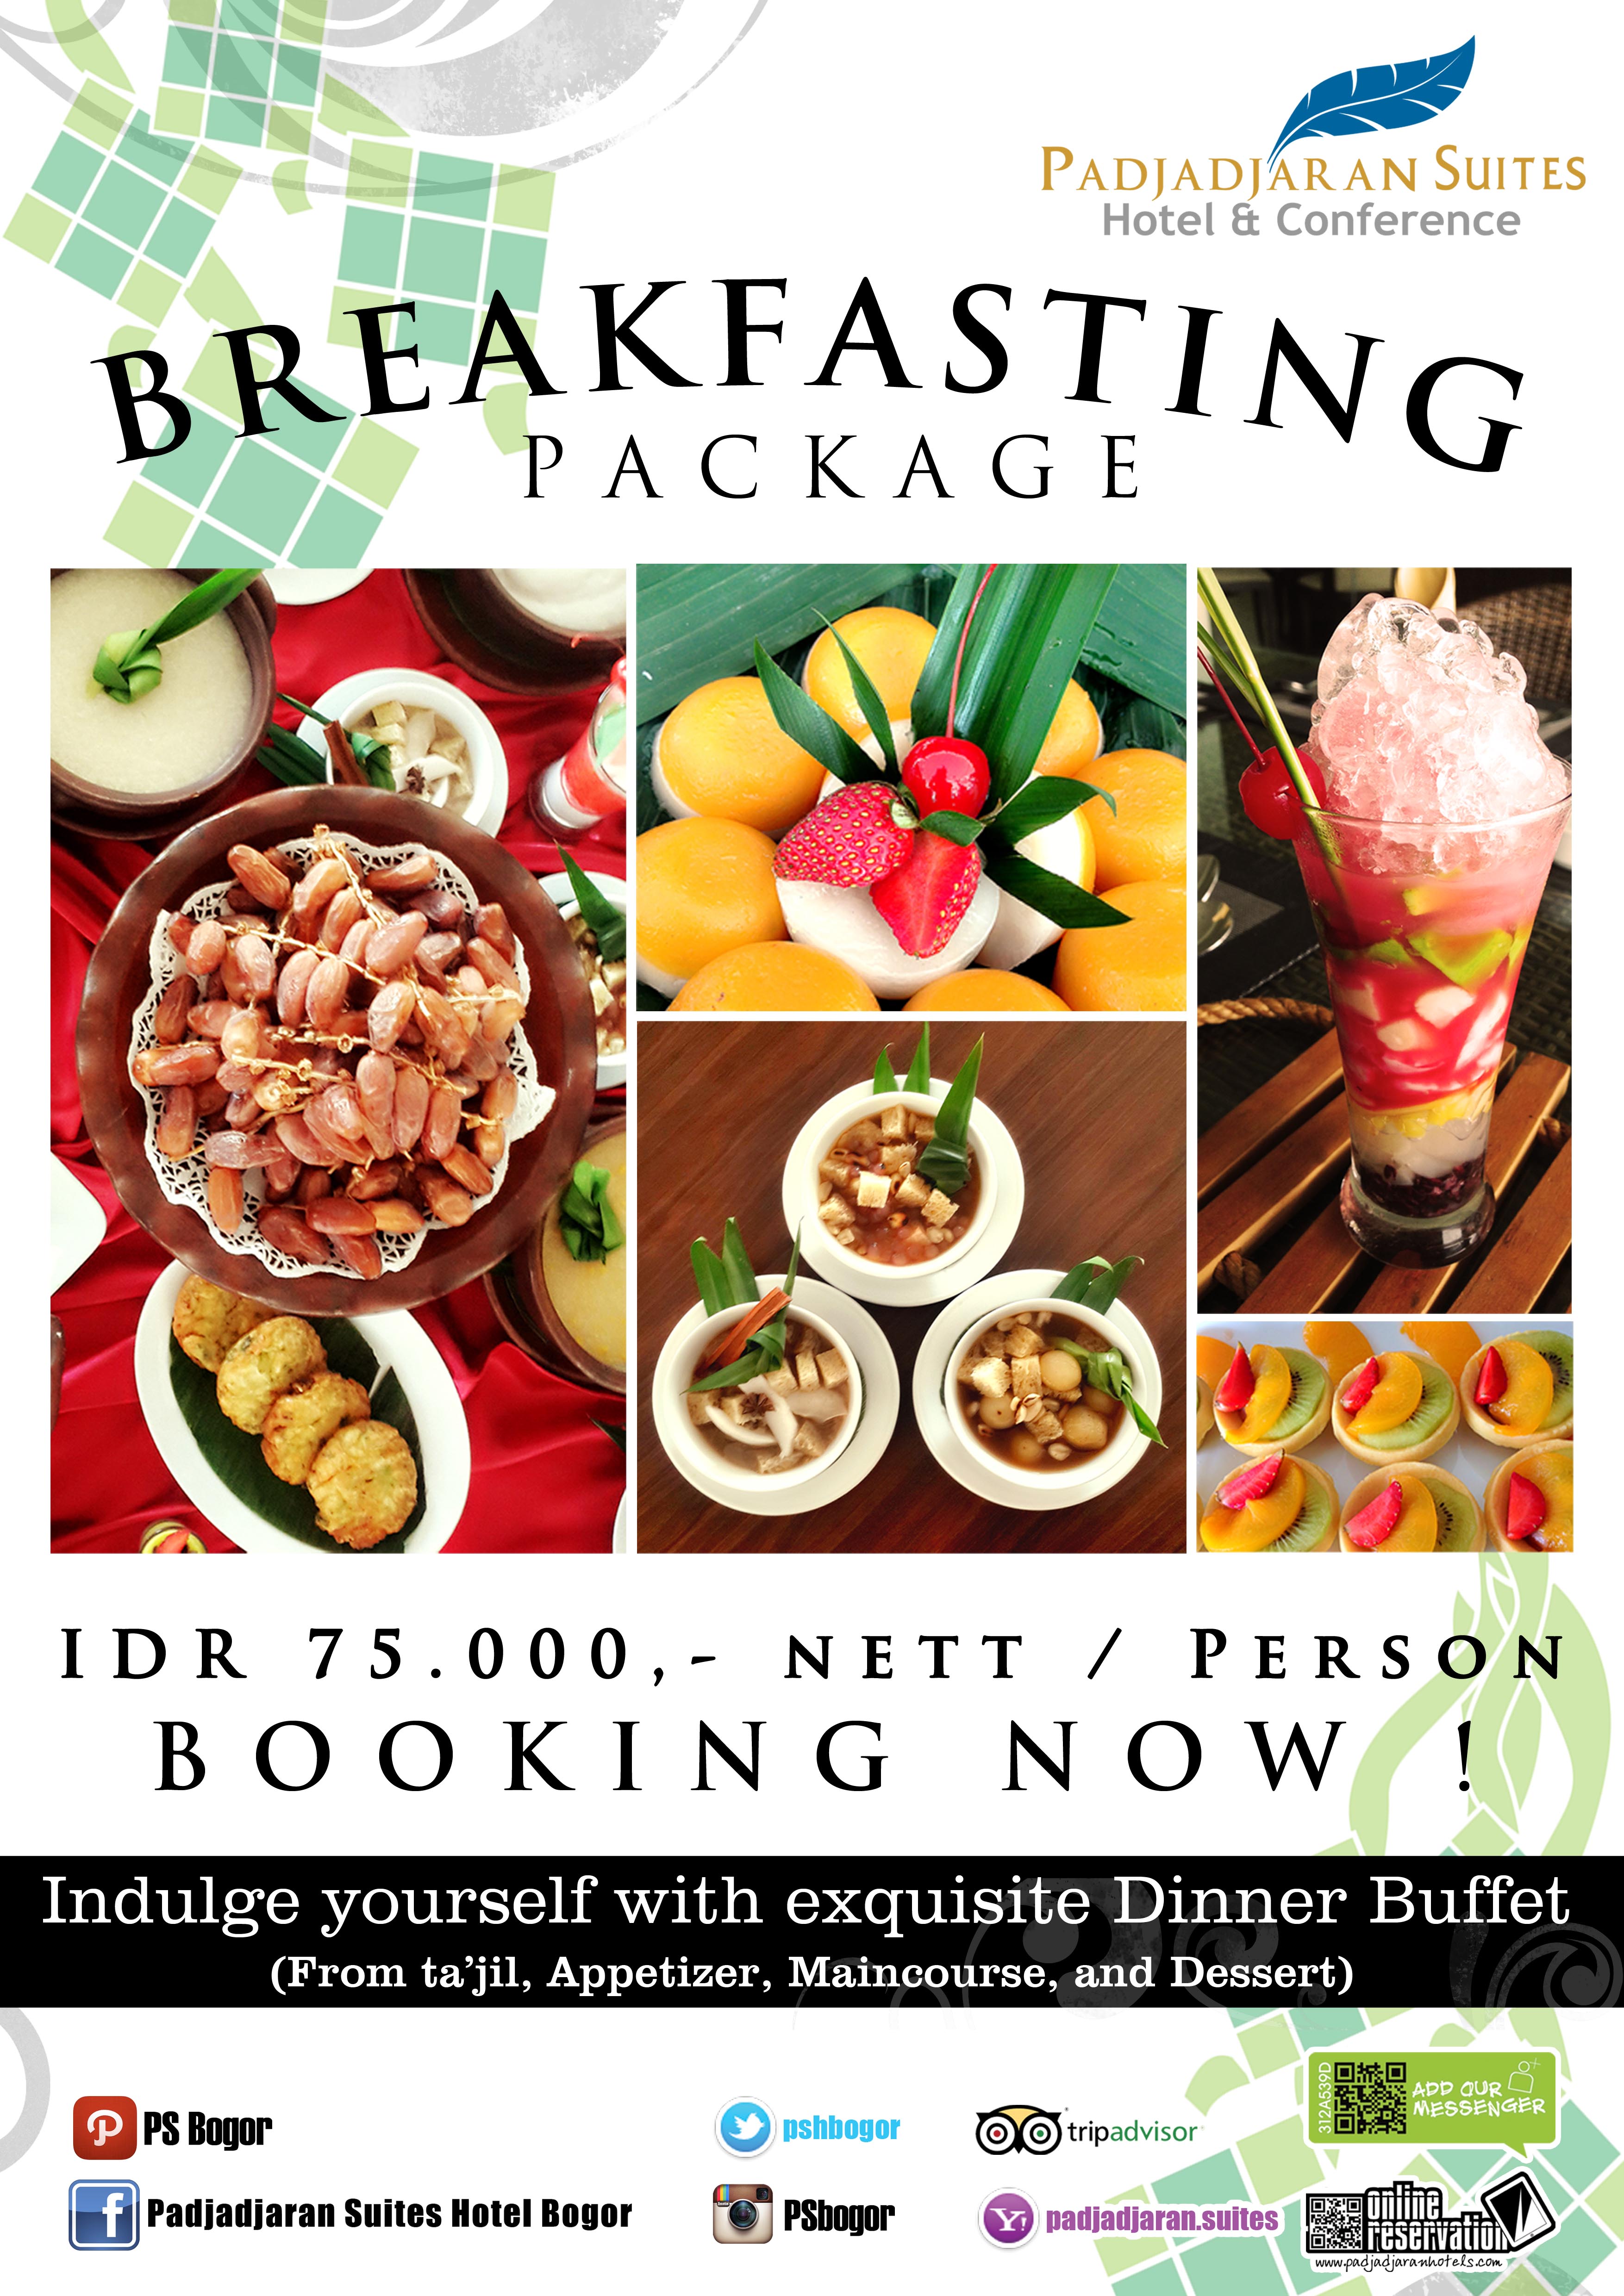 PADJADJARAN SUITES
Hotel & Conference
BREAKFASTING
PACKAGE
IDR 75.000,- NETT / PERSON
BOOKING NOW !
Indulge yourself with exquisite Dinner Buffet
(From ta'jil, Appetizer, Maincourse, and Dessert)
PS Bogor
pshbogor
tripadvisor
312A539D
ADD OUR
MESSENGER
Padjadjaran Suites Hotel Bogor
PSbogor
padjadjaran.suites
online
reservation
www.padjadjaranhotels.com